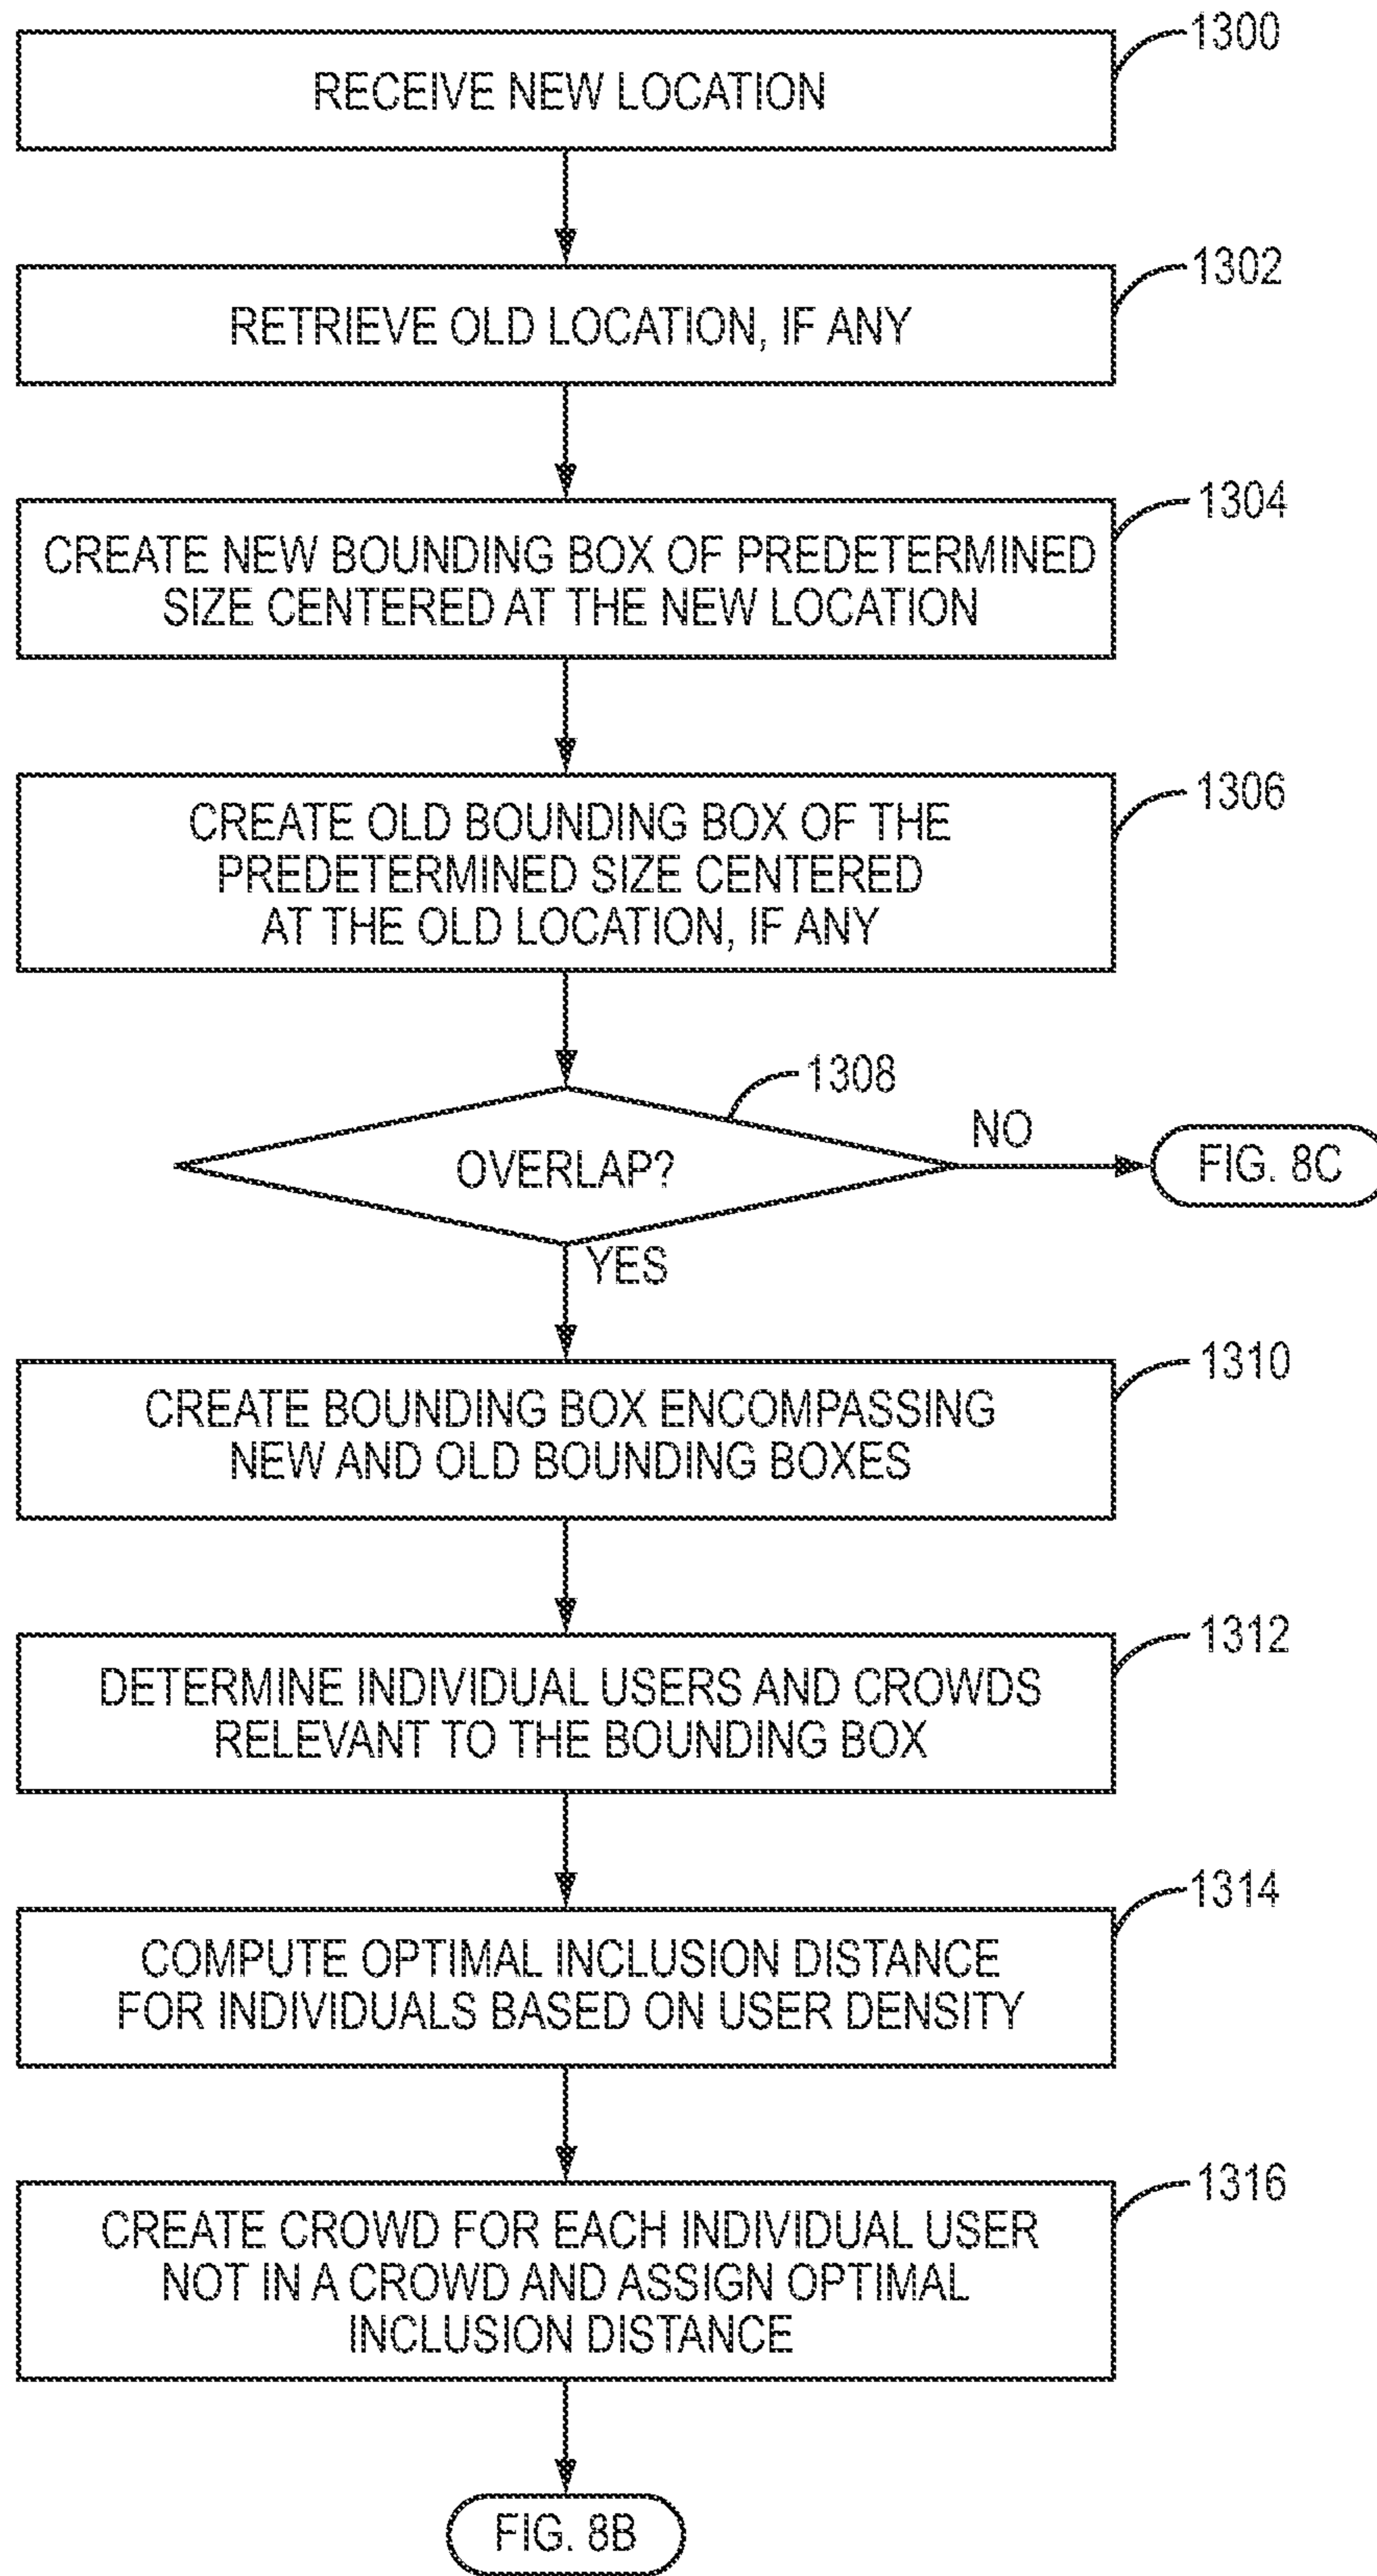 1300
RECEIVE NEW LOCATION
1302
RETRIEVE OLD LOCATION, IF ANY
1304
CREATE NEW BOUNDING BOX OF PREDETERMINED
SIZE CENTERED AT THE NEW LOCATION
1306
CREATE OLD BOUNDING BOX OF THE
PREDETERMINED SIZE CENTERED
AT THE OLD LOCATION, IF ANY
1308
OVERLAP?
NO
FIG. 8C
YES
1310
CREATE BOUNDING BOX ENCOMPASSING
NEW AND OLD BOUNDING BOXES
1312
DETERMINE INDIVIDUAL USERS AND CROWDS
RELEVANT TO THE BOUNDING BOX
1314
COMPUTE OPTIMAL INCLUSION DISTANCE
FOR INDIVIDUALS BASED ON USER DENSITY
1316
CREATE CROWD FOR EACH INDIVIDUAL USER
NOT IN A CROWD AND ASSIGN OPTIMAL
INCLUSION DISTANCE
FIG. 8B